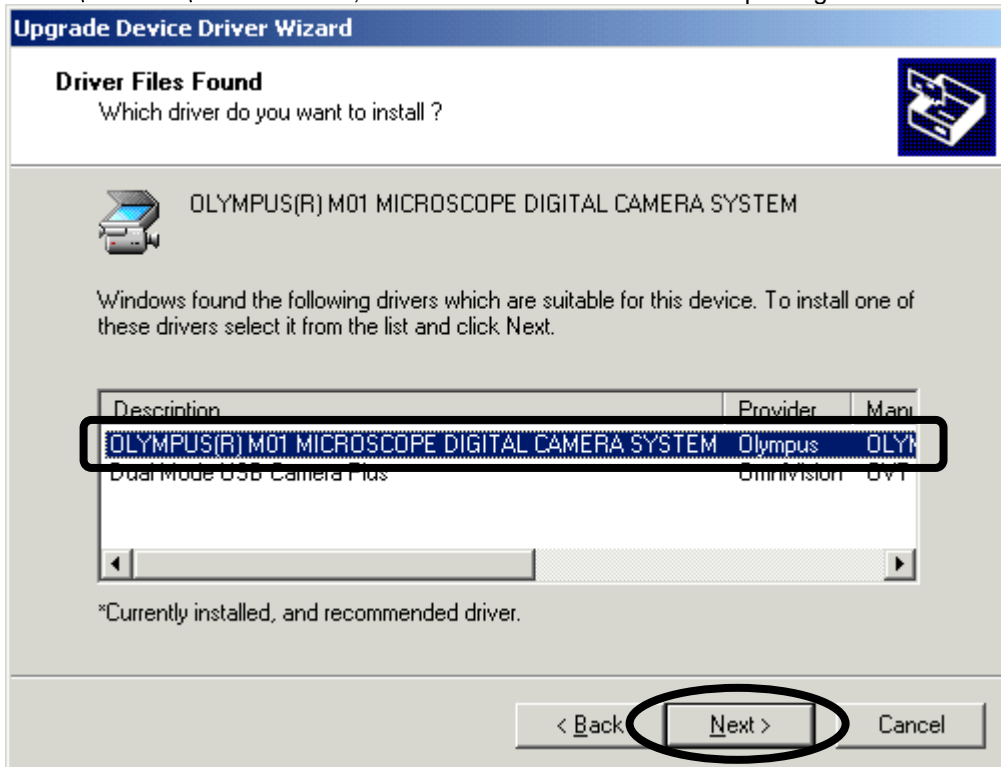 Upgrade Device Driver Wizard
Driver Files Found
Which driver do you want to install ?
OLYMPUS(R) M01 MICROSCOPE DIGITAL CAMERA SYSTEM
Windows found the following drivers which are suitable for this device. To install one of
these drivers select it from the list and click Next.
Description Provider Manu
OLYMPUS(R) M01 MICROSCOPE DIGITAL CAMERA SYSTEM Olympus OLYM
Dual Mode USB Camera Plus OmniVision OVT
*Currently installed, and recommended driver.
< Back Next > Cancel